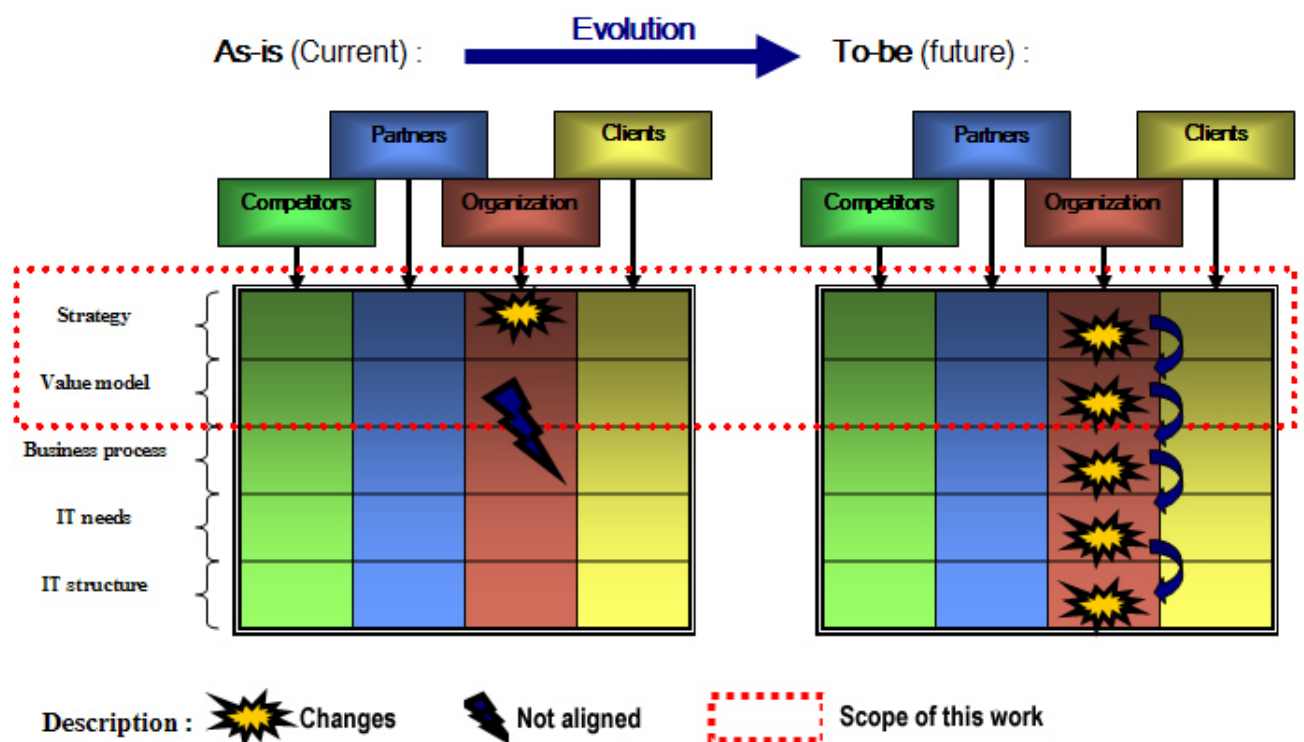 Evolution
As-is (Current) :
To-be (future) :
Partners
Clients
Partners
Clients
Competitors
Organization
Competitors
Organization
Strategy
Value model
Business process
IT needs
IT structure
Description :
Changes
Not aligned
Scope of this work